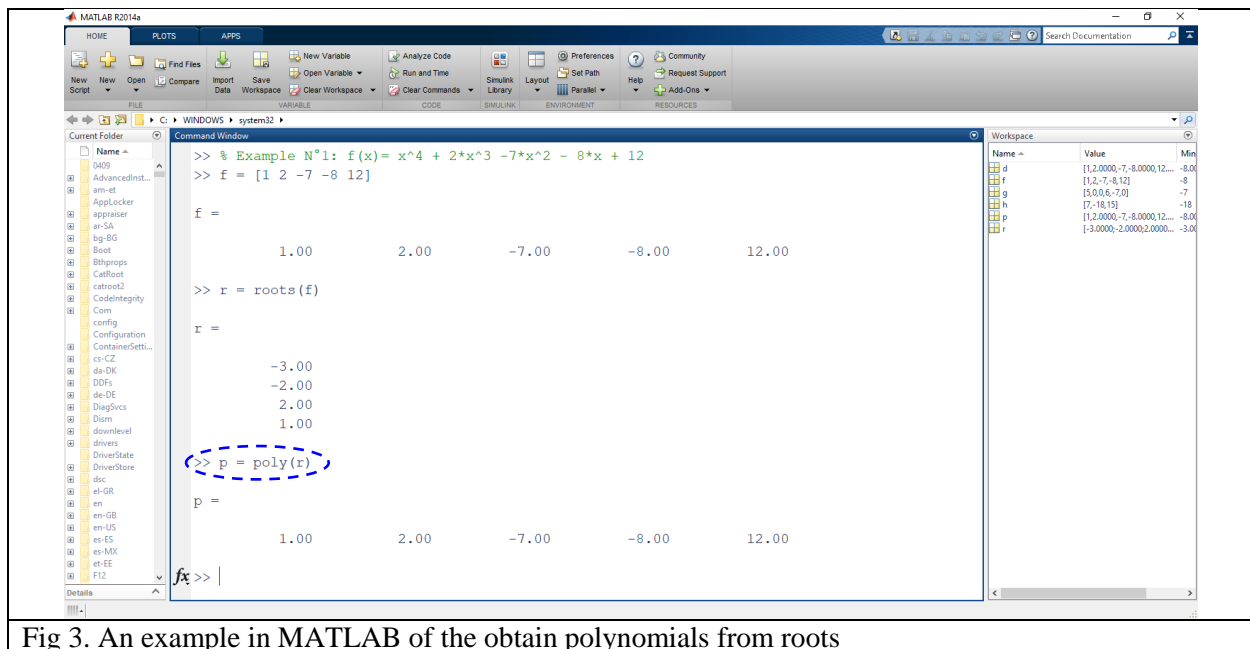 MATLAB R2014a
HOME PLOTS APPS
Search Documentation
New Script
New
Open
Find Files
Compare
Import Data
Save Workspace
New Variable
Open Variable
Clear Workspace
Analyze Code
Run and Time
Clear Commands
Simulink Library
Layout
Preferences
Set Path
Parallel
Help
Community
Request Support
Add-Ons
FILE VARIABLE CODE SIMULINK ENVIRONMENT RESOURCES
C: WINDOWS system32
Current Folder
Name
0409
AdvancedInst...
am-et
AppLocker
appraiser
ar-SA
bg-BG
Boot
Bthprops
CatRoot
catroot2
CodeIntegrity
Com
config
Configuration
ContainerSetti...
cs-CZ
da-DK
DDFs
de-DE
DiagSvcs
Dism
downlevel
drivers
DriverState
DriverStore
dsc
el-GR
en
en-GB
en-US
es-ES
es-MX
et-EE
F12
Details
Command Window
>> % Example N°1: f(x)= x^4 + 2*x^3 -7*x^2 - 8*x + 12
>> f = [1 2 -7 -8 12]
f =
1.00 2.00 -7.00 -8.00 12.00
>> r = roots(f)
r =
-3.00
-2.00
2.00
1.00
>> p = poly(r)
p =
1.00 2.00 -7.00 -8.00 12.00
fx >>
Workspace
Name Value Min
d [1,2.0000,-7,-8.0000,12.... -8.00
f [1,2,-7,-8,12] -8
g [5,0,0,6,-7,0] -7
h [7,-18,15] -18
p [1,2.0000,-7,-8.0000,12.... -8.00
r [-3.0000;-2.0000;2.0000... -3.00
Fig 3. An example in MATLAB of the obtain polynomials from roots